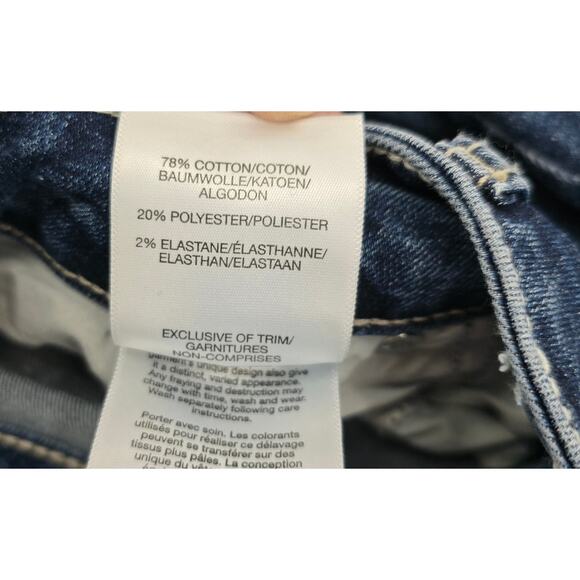 78% COTTON/COTON/
BAUMWOLLE/KATOEN/
ALGODON
20% POLYESTER/POLIESTER
2% ELASTANE/ÉLASTHANNE/
ELASTHAN/ELASTAAN
EXCLUSIVE OF TRIM/
GARNITURES
NON-COMPRISES
garment's unique design also give
it a distinct, varied appearance.
Any fraying and destruction may
change with time, wash and wear.
Wash separately following care
instructions.
Porter avec soin. Les colorants
utilisés pour réaliser ce délavage
peuvent se transférer sur des
tissus plus pâles. La conception
unique du